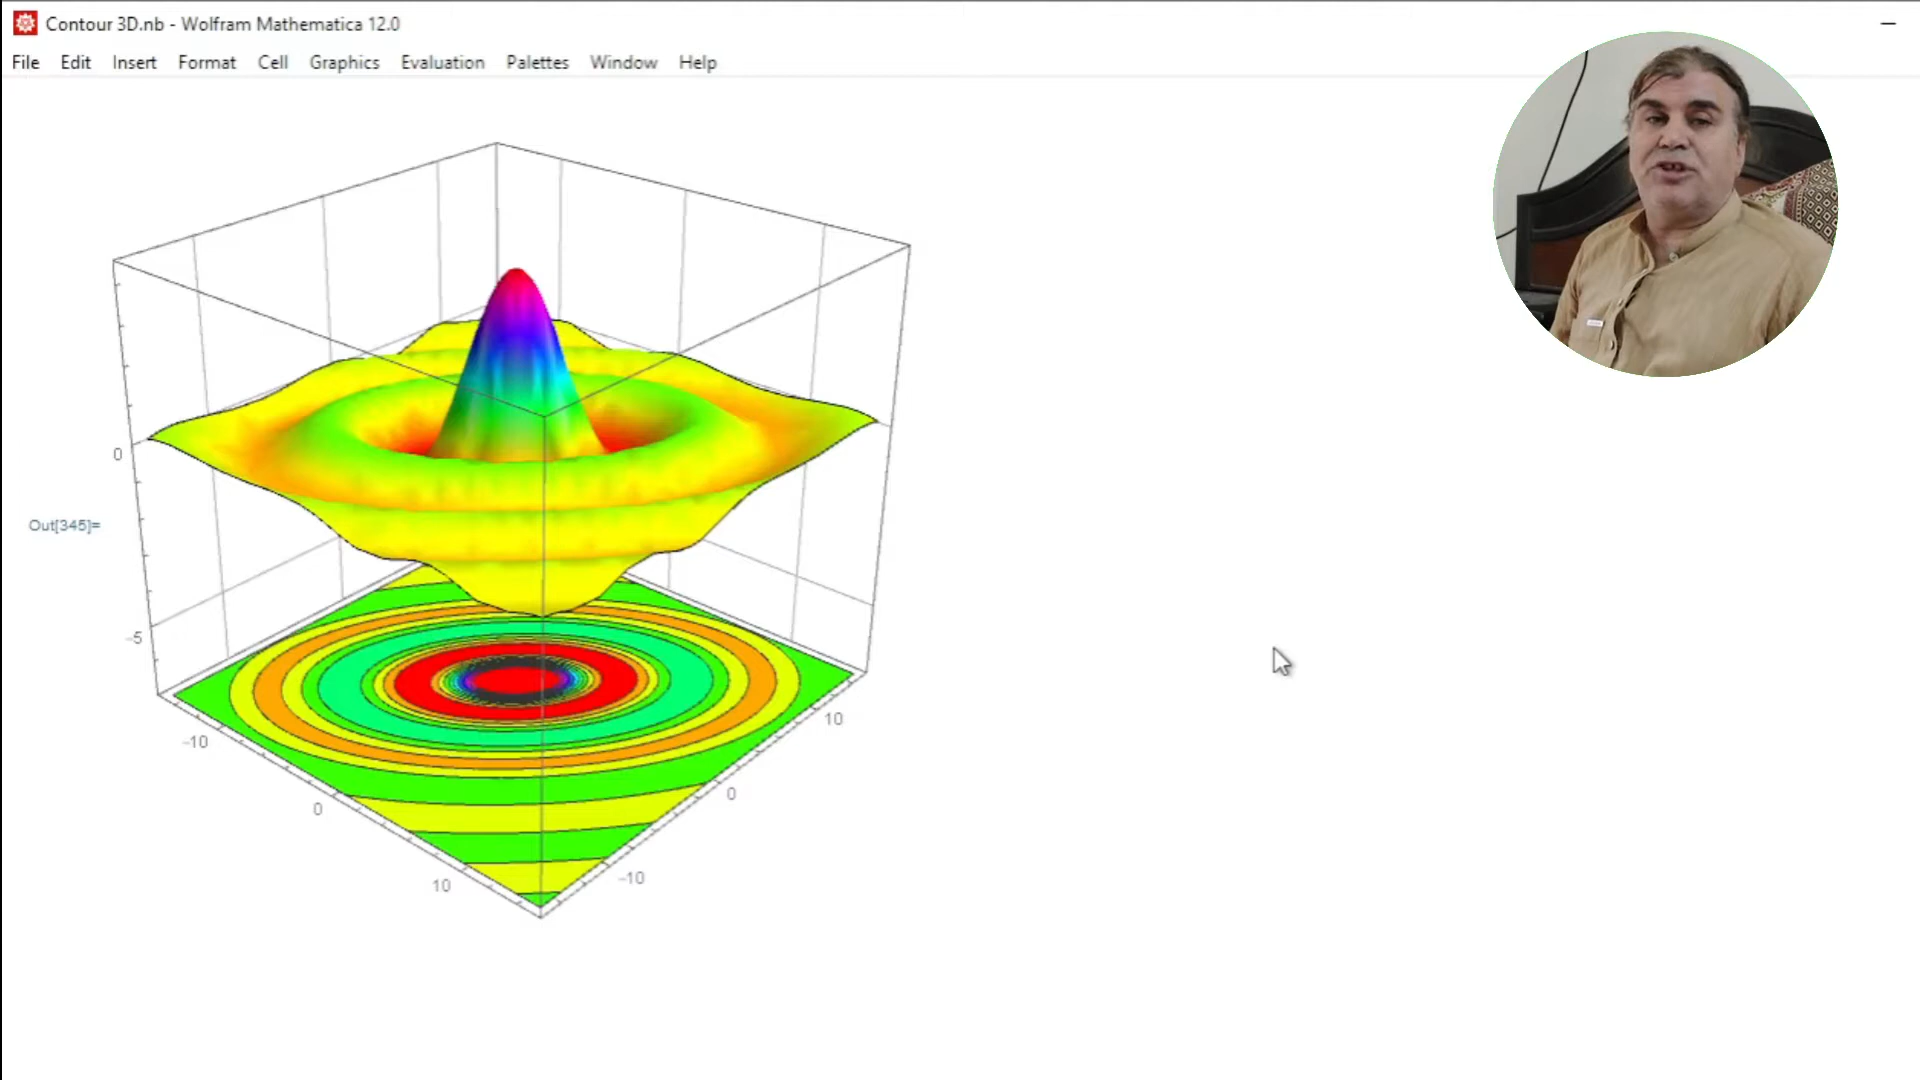 Contour 3D.nb - Wolfram Mathematica 12.0
File Edit Insert Format Cell Graphics Evaluation Palettes Window Help
0
Out[345]=
-5
-10
0
10
10
0
-10